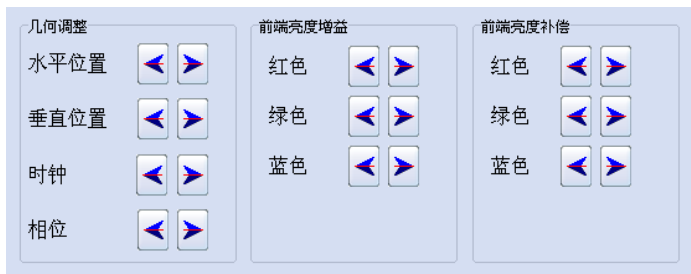 几何调整
水平位置
垂直位置
时钟
相位
前端亮度增益
红色
绿色
蓝色
前端亮度补偿
红色
绿色
蓝色